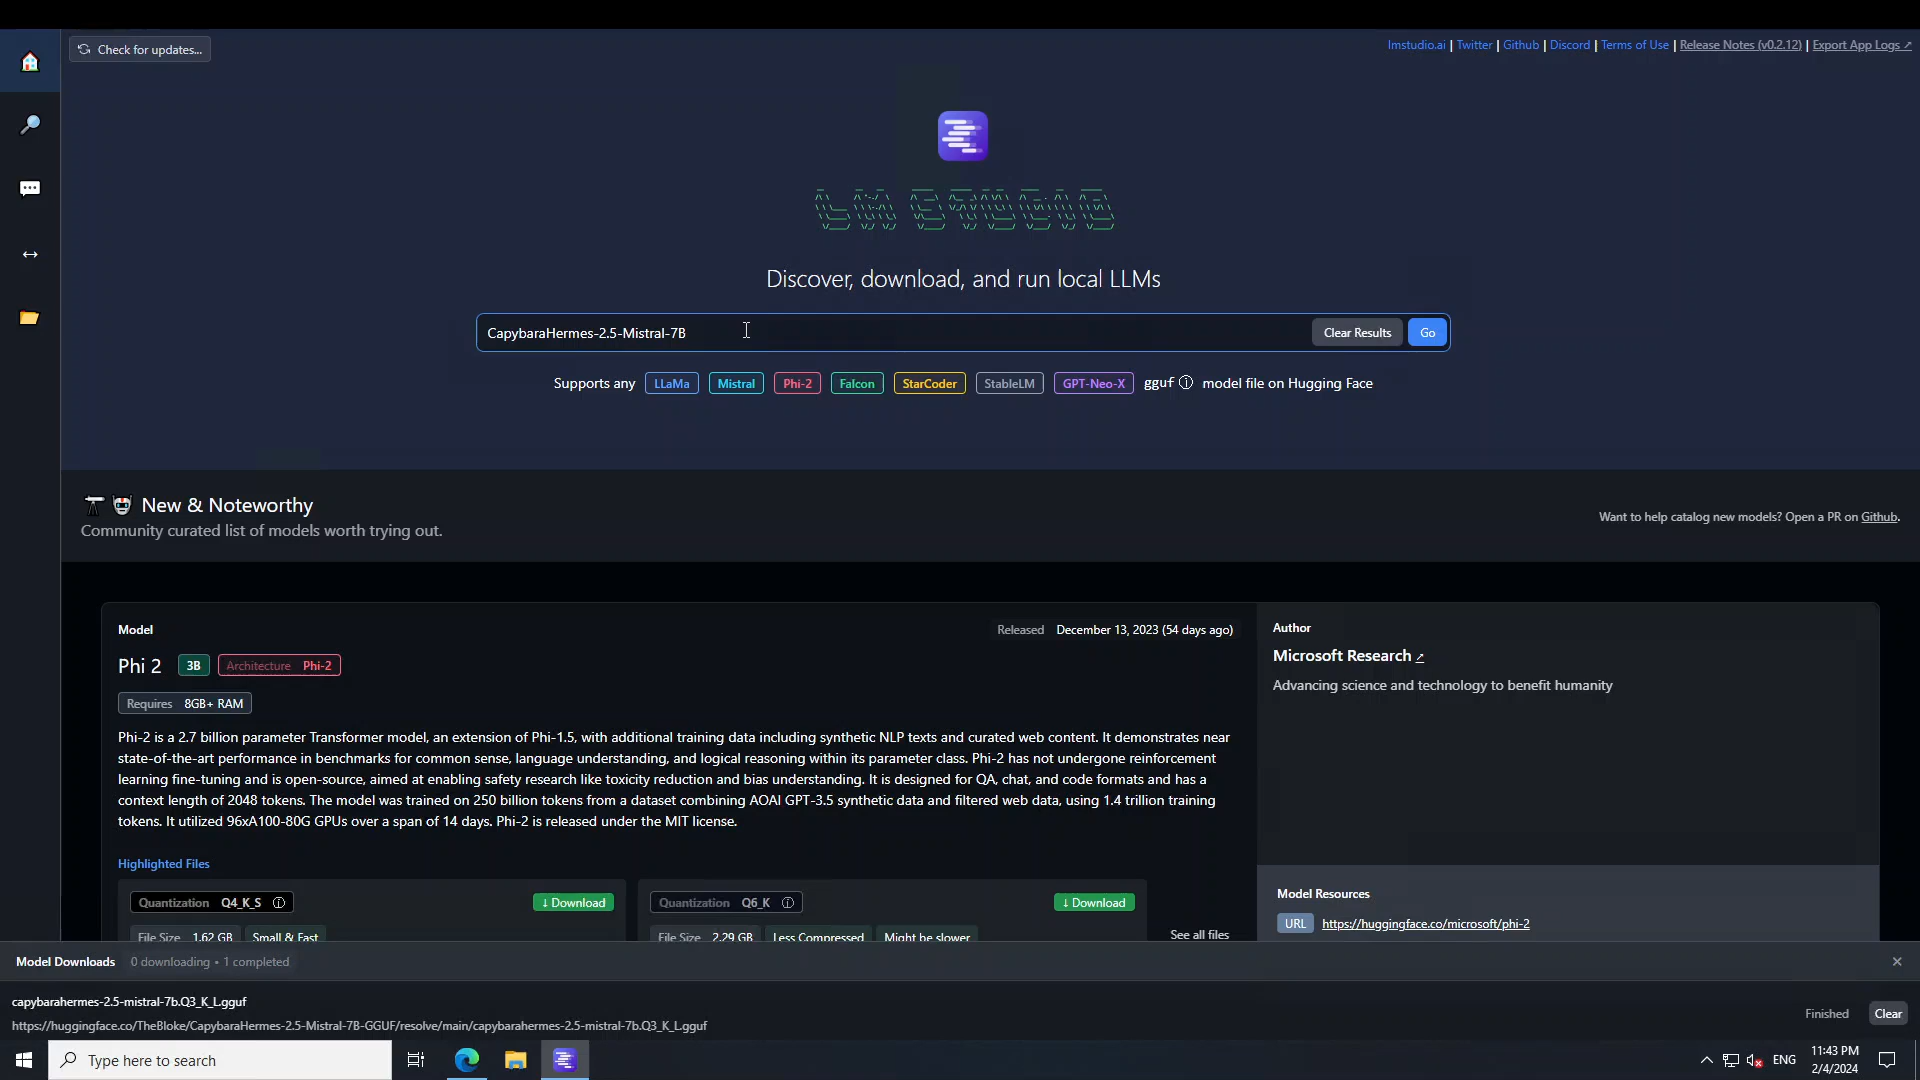 Check for updates...
lmstudio.ai | Twitter | Github | Discord | Terms of Use | Release Notes (v0.2.12) | Export App Logs ↗
LM STUDIO
Discover, download, and run local LLMs
CapybaraHermes-2.5-Mistral-7B
Clear Results
Go
Supports any LLaMa Mistral Phi-2 Falcon StarCoder StableLM GPT-Neo-X gguf ⓘ model file on Hugging Face
New & Noteworthy
Community curated list of models worth trying out.
Want to help catalog new models? Open a PR on Github.
Model
Released December 13, 2023 (54 days ago)
Phi 2 3B Architecture Phi-2
Requires 8GB+ RAM
Phi-2 is a 2.7 billion parameter Transformer model, an extension of Phi-1.5, with additional training data including synthetic NLP texts and curated web content. It demonstrates near
state-of-the-art performance in benchmarks for common sense, language understanding, and logical reasoning within its parameter class. Phi-2 has not undergone reinforcement
learning fine-tuning and is open-source, aimed at enabling safety research like toxicity reduction and bias understanding. It is designed for QA, chat, and code formats and has a
context length of 2048 tokens. The model was trained on 250 billion tokens from a dataset combining AOAI GPT-3.5 synthetic data and filtered web data, using 1.4 trillion training
tokens. It utilized 96xA100-80G GPUs over a span of 14 days. Phi-2 is released under the MIT license.
Highlighted Files
Quantization Q4_K_S ⓘ
↓ Download
File Size 1.62 GB Small & Fast
Quantization Q6_K ⓘ
↓ Download
File Size 2.29 GB Less Compressed Might be slower
See all files
Author
Microsoft Research ↗
Advancing science and technology to benefit humanity
Model Resources
URL https://huggingface.co/microsoft/phi-2
Model Downloads 0 downloading • 1 completed
capybarahermes-2.5-mistral-7b.Q3_K_L.gguf
https://huggingface.co/TheBloke/CapybaraHermes-2.5-Mistral-7B-GGUF/resolve/main/capybarahermes-2.5-mistral-7b.Q3_K_L.gguf
Finished
Clear
Type here to search
ENG
11:43 PM
2/4/2024